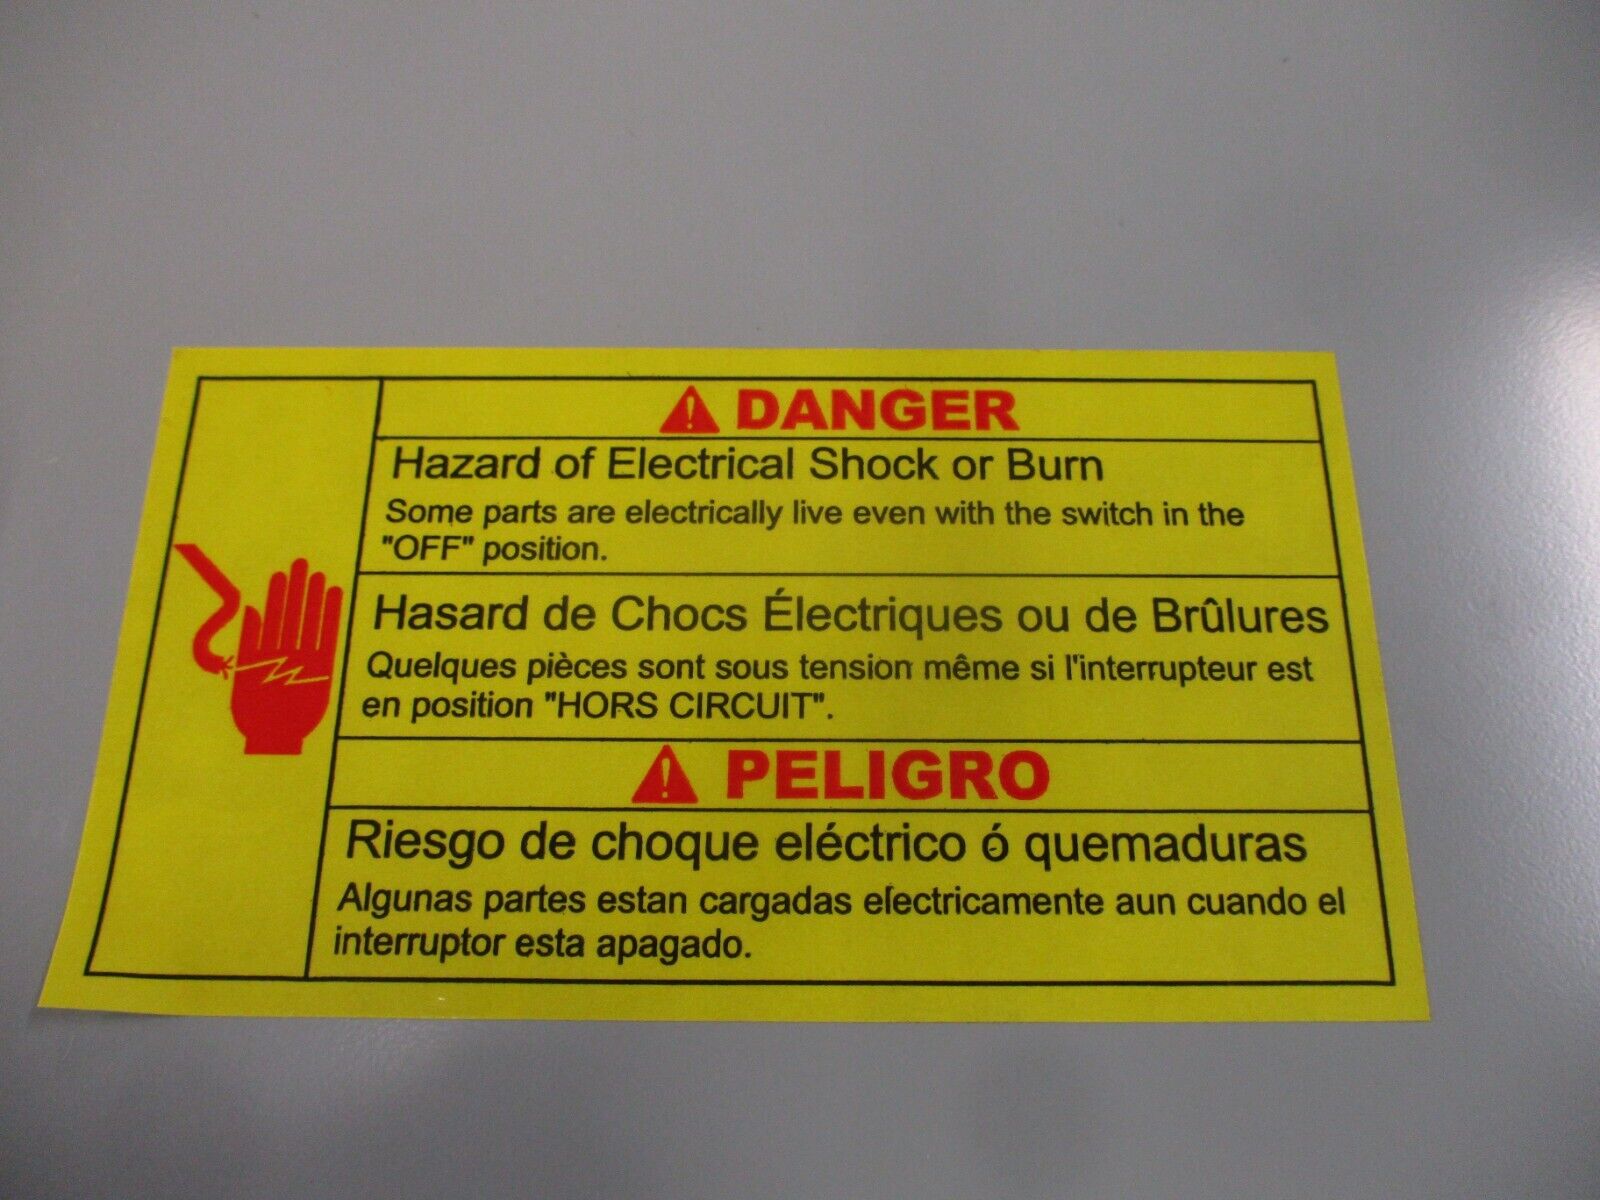 DANGER
Hazard of Electrical Shock or Burn
Some parts are electrically live even with the switch in the
"OFF" position.
Hasard de Chocs Électriques ou de Brûlures
Quelques pièces sont sous tension même si l'interrupteur est
en position "HORS CIRCUIT".
PELIGRO
Riesgo de choque eléctrico ó quemaduras
Algunas partes estan cargadas electricamente aun cuando el
interruptor esta apagado.